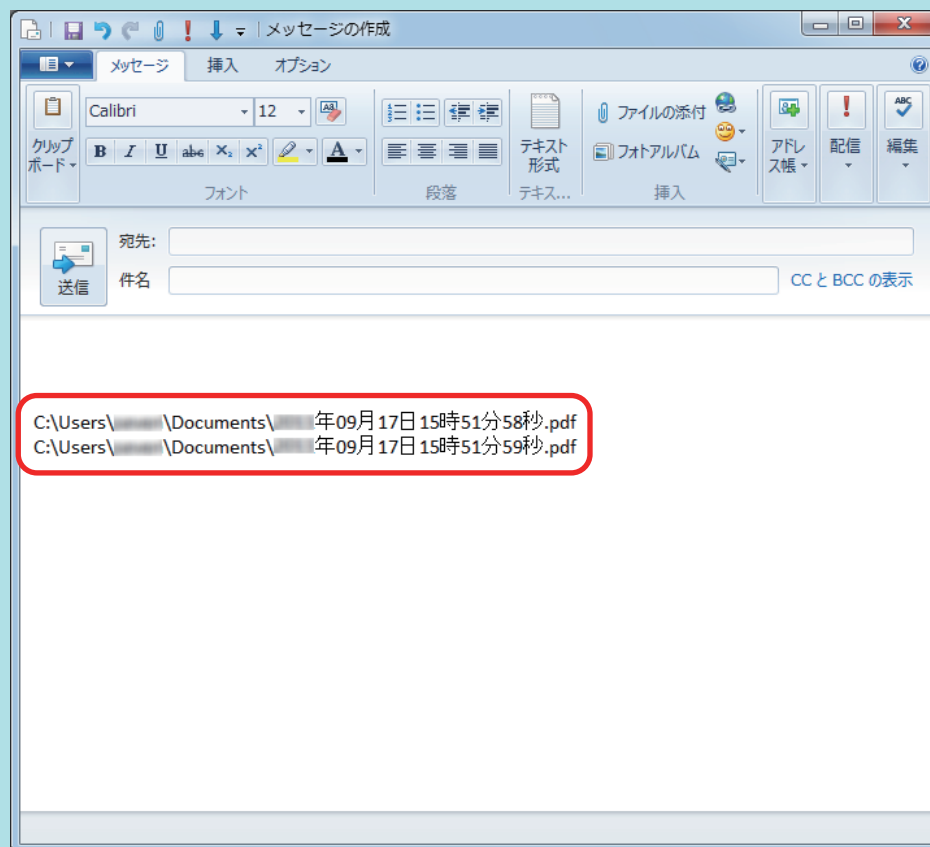 メッセージの作成
メッセージ 挿入 オプション
Calibri 12
クリップボード
B I U abc X₂ X² A
フォント
段落
テキスト形式
テキス...
ファイルの添付
フォトアルバム
挿入
アドレス帳
配信
ABC
編集
送信
宛先:
件名
CC と BCC の表示
C:\Users\ \Documents\ 年09月17日15時51分58秒.pdf
C:\Users\ \Documents\ 年09月17日15時51分59秒.pdf